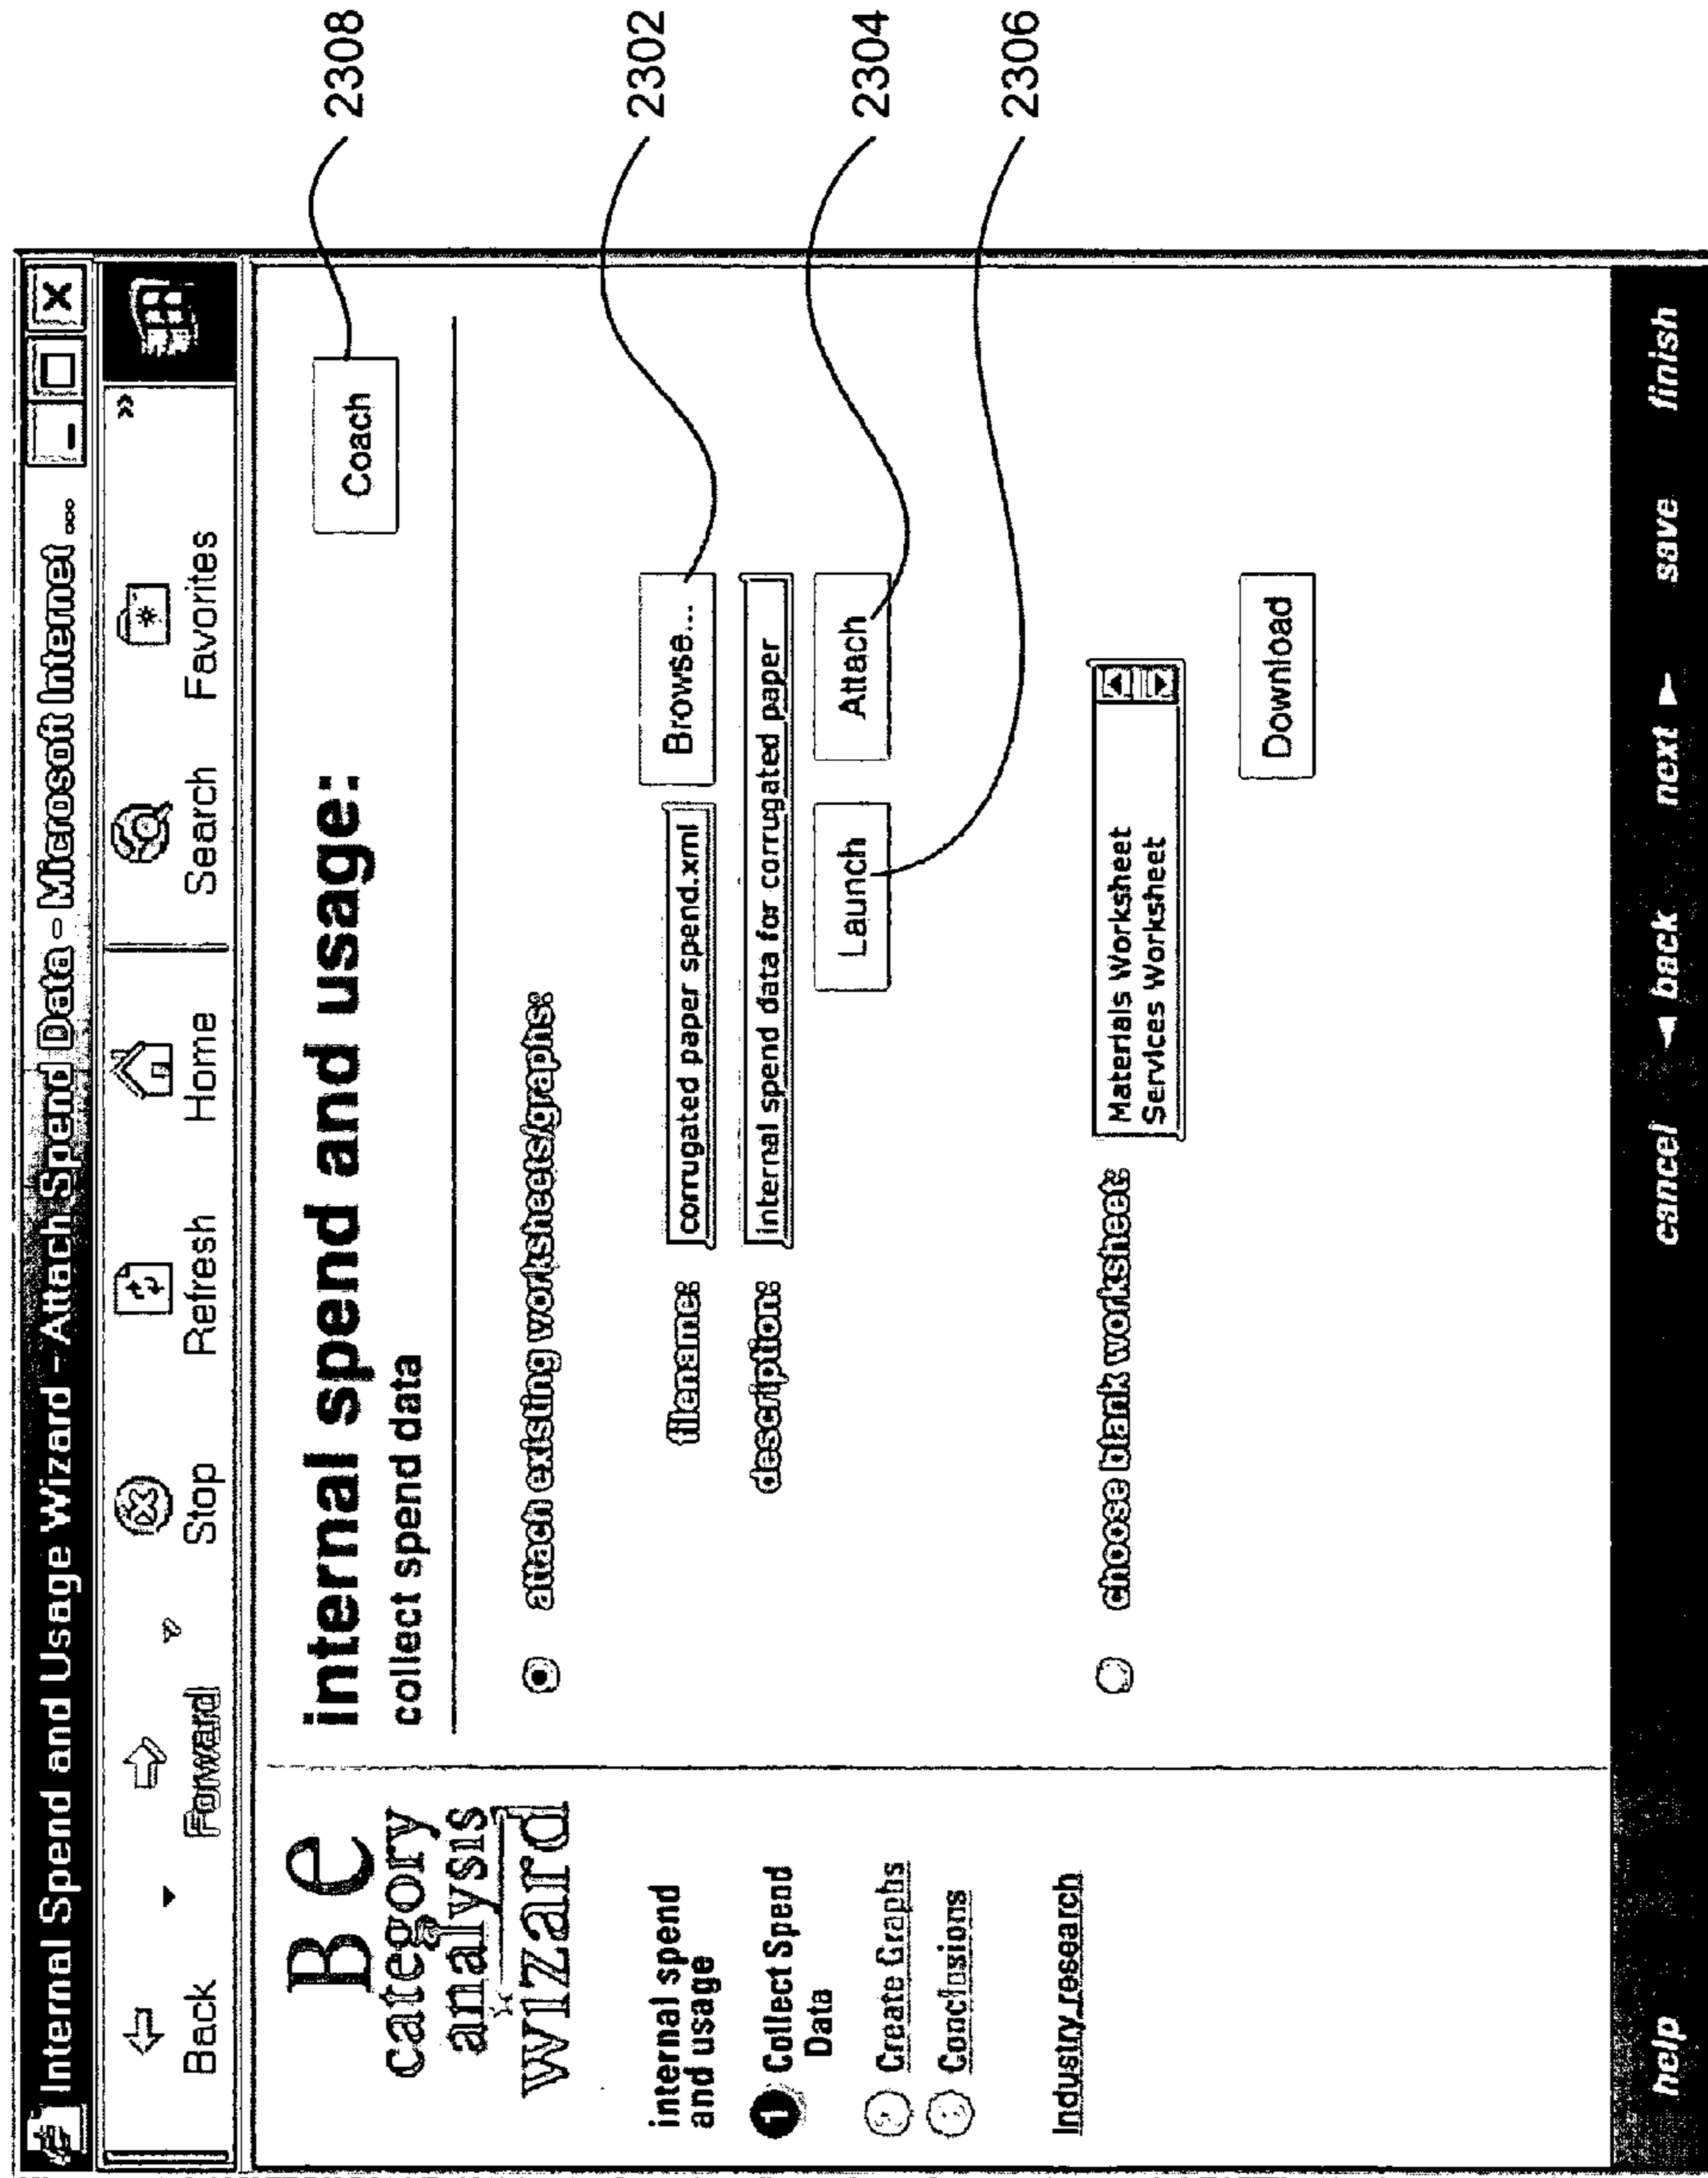 Internal Spend and Usage Wizard - Attach Spend Data - Microsoft Internet ...
Back
Forward
Stop
Refresh
Home
Search
Favorites
»
B e
category
analysis
wizard
internal spend
and usage
1 Collect Spend
Data
Create Graphs
Conclusions
Industry research
internal spend and usage:
collect spend data
Coach
attach existing worksheets/graphs:
filename:
corrugated paper spend.xml
Browse...
description:
internal spend data for corrugated paper
Launch
Attach
choose blank worksheet:
Materials Worksheet
Services Worksheet
Download
help
cancel
◄ back
next ►
save
finish
2308
2302
2304
2306